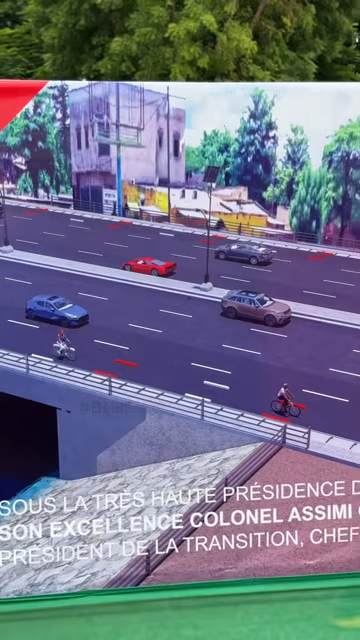 SOUS LA TRÈS HAUTE PRÉSIDENCE D
SON EXCELLENCE COLONEL ASSIMI
PRÉSIDENT DE LA TRANSITION, CHEF